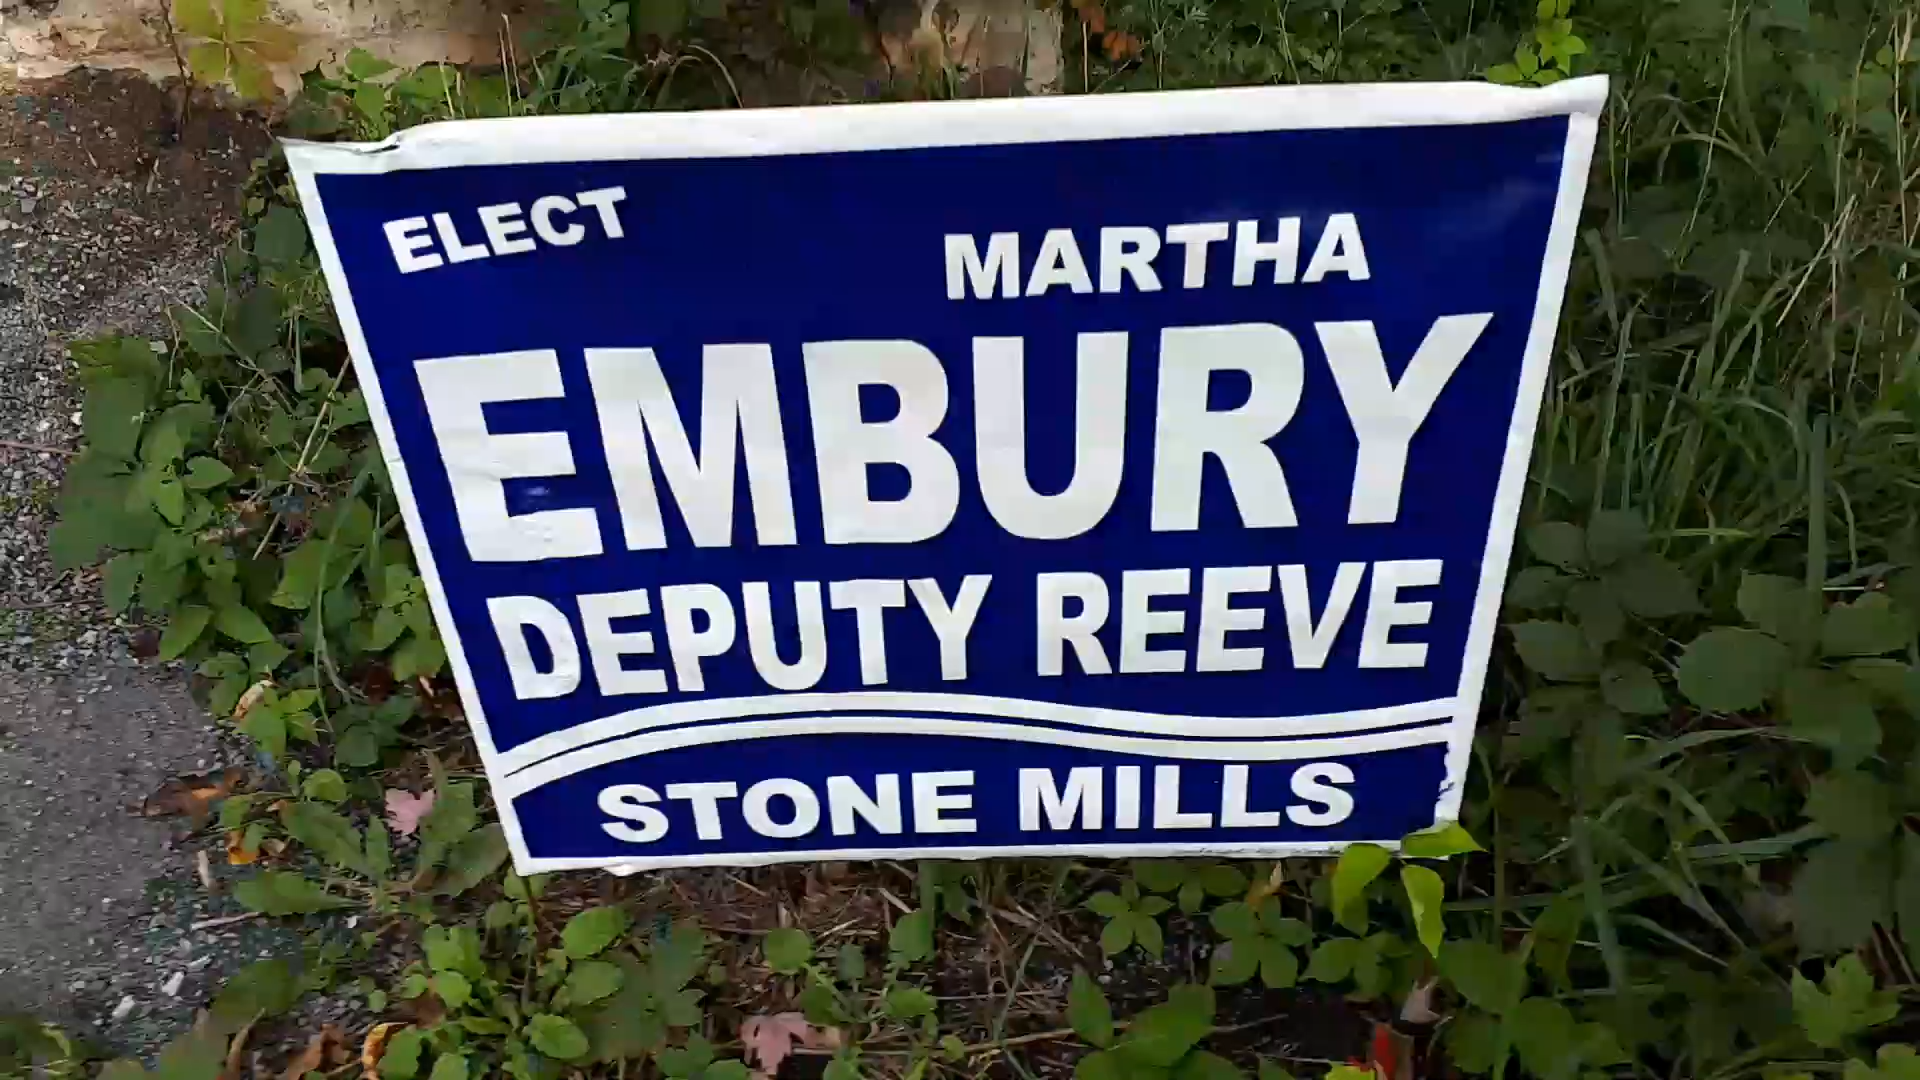 ELECT
MARTHA
EMBURY
DEPUTY REEVE
STONE MILLS